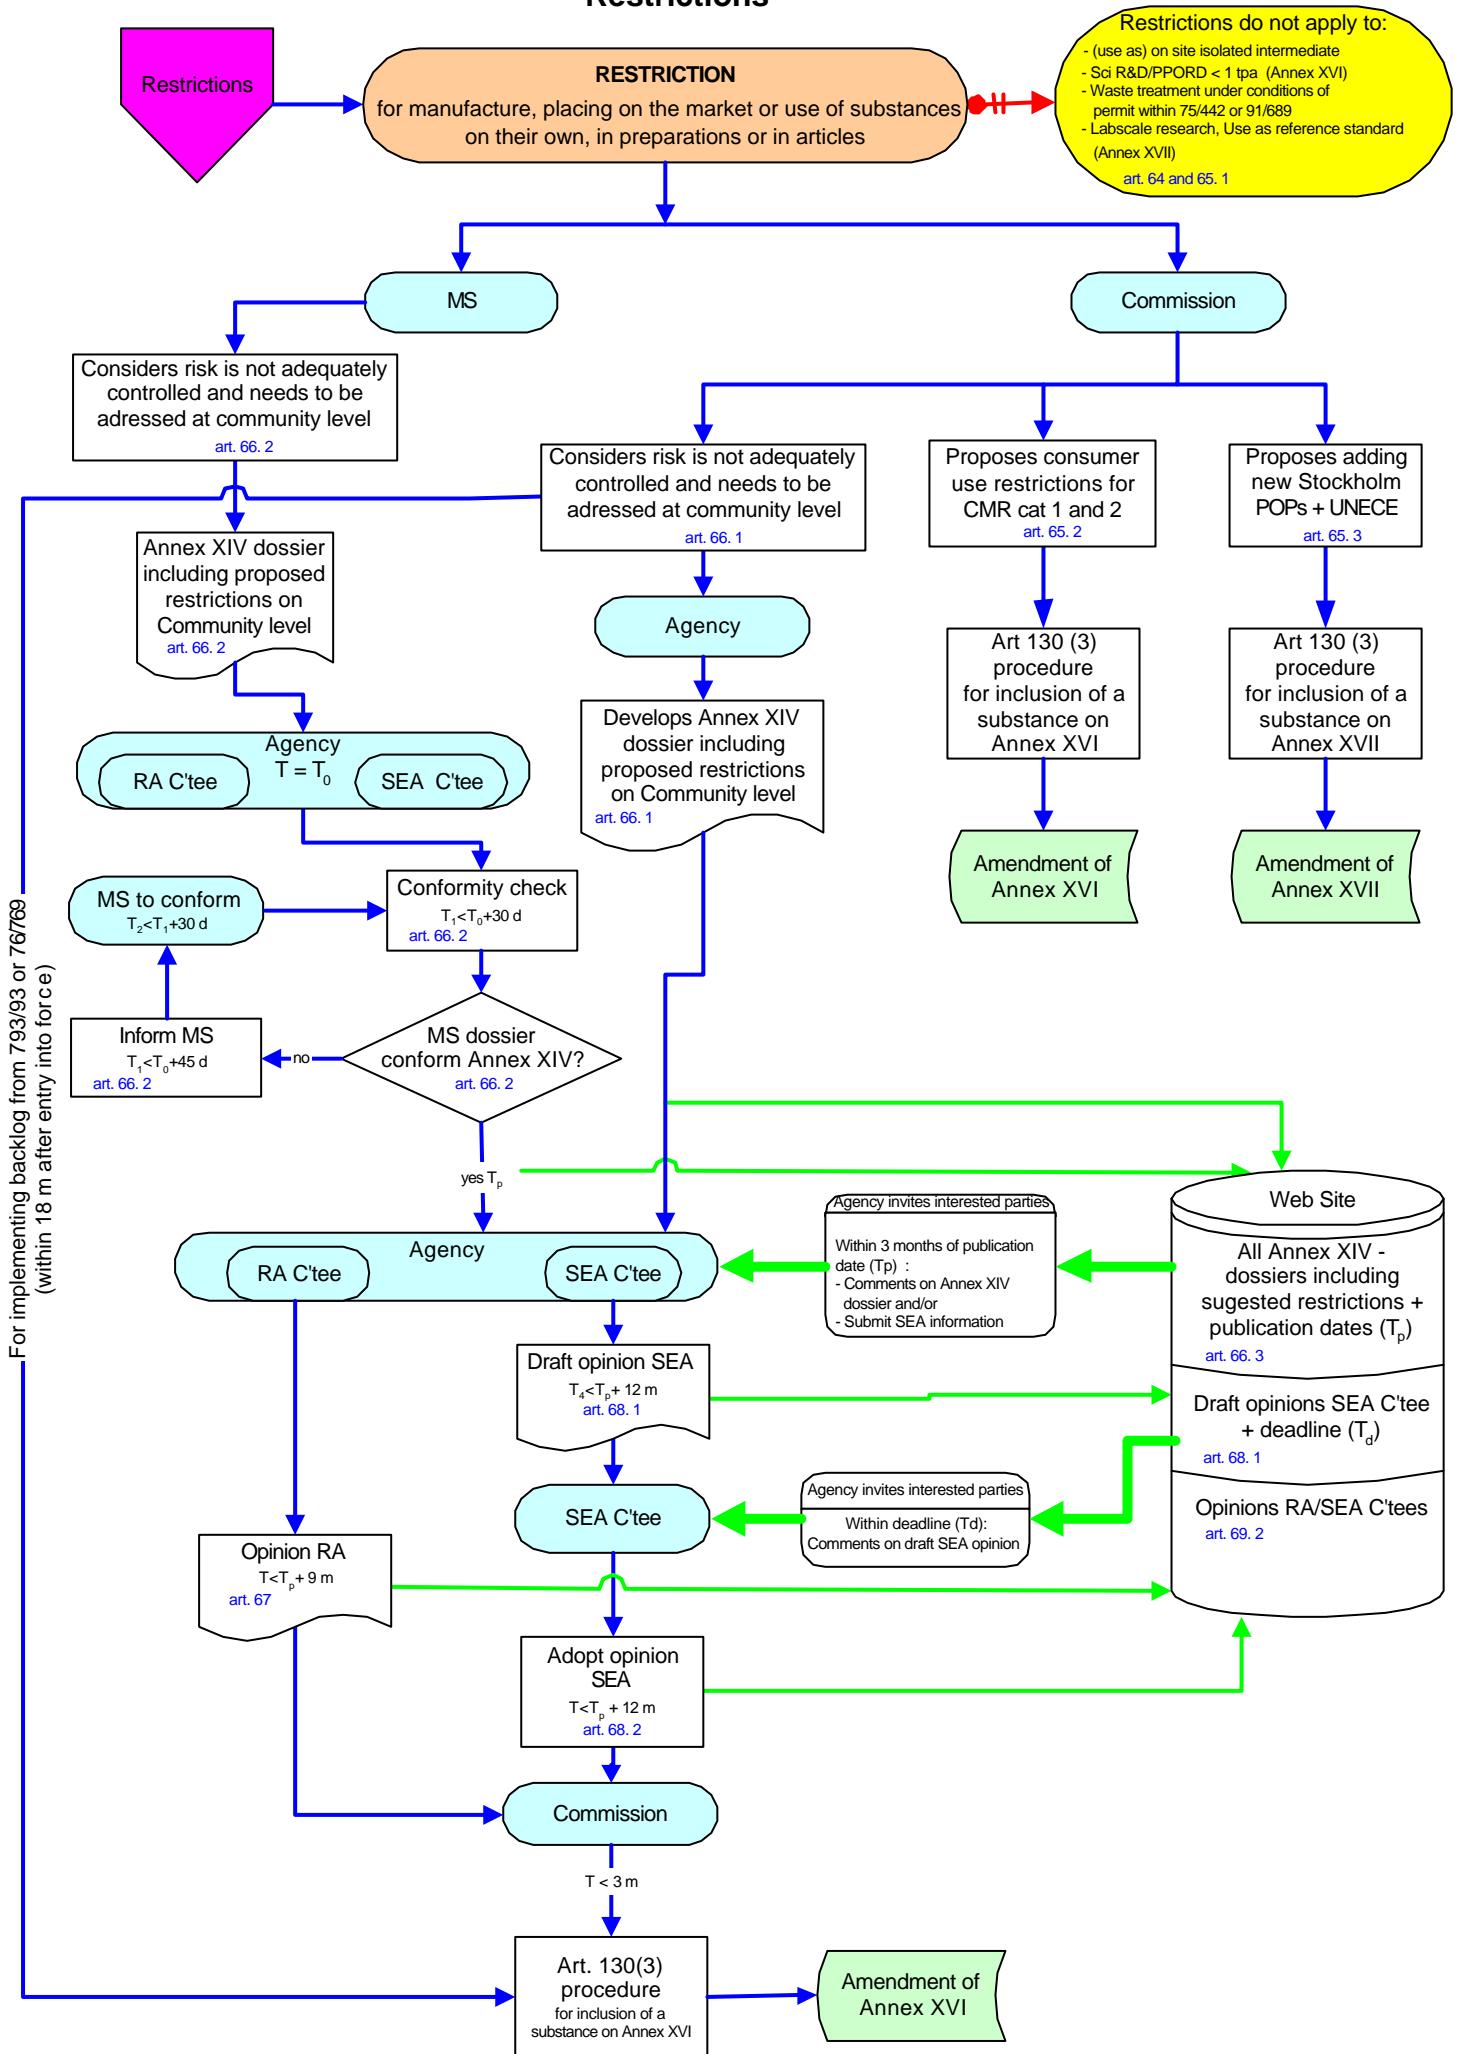 Restrictions
Restrictions
RESTRICTION
for manufacture, placing on the market or use of substances
on their own, in preparations or in articles
Restrictions do not apply to:
- (use as) on site isolated intermediate
- Sci R&D/PPORD < 1 tpa (Annex XVI)
- Waste treatment under conditions of
permit within 75/442 or 91/689
- Labscale research, Use as reference standard
(Annex XVII)
art. 64 and 65. 1
MS
Commission
Considers risk is not adequately
controlled and needs to be
adressed at community level
art. 66. 2
Considers risk is not adequately
controlled and needs to be
adressed at community level
art. 66. 1
Proposes consumer
use restrictions for
CMR cat 1 and 2
art. 65. 2
Proposes adding
new Stockholm
POPs + UNECE
art. 65. 3
Annex XIV dossier
including proposed
restrictions on
Community level
art. 66. 2
Agency
Art 130 (3)
procedure
for inclusion of a
substance on
Annex XVI
Art 130 (3)
procedure
for inclusion of a
substance on
Annex XVII
Develops Annex XIV
dossier including
proposed restrictions
on Community level
art. 66. 1
Agency
T = T0
RA C'tee
SEA C'tee
Amendment of
Annex XVI
Amendment of
Annex XVII
MS to conform
T2<T1+30 d
Conformity check
T1<T0+30 d
art. 66. 2
Inform MS
T1<T0+45 d
art. 66. 2
no
MS dossier
conform Annex XIV?
art. 66. 2
yes Tp
For implementing backlog from 793/93 or 76/769
(within 18 m after entry into force)
Agency
RA C'tee
SEA C'tee
Agency invites interested parties
Within 3 months of publication
date (Tp) :
- Comments on Annex XIV
dossier and/or
- Submit SEA information
Web Site
All Annex XIV -
dossiers including
sugested restrictions +
publication dates (Tp)
art. 66. 3
Draft opinions SEA C'tee
+ deadline (Td)
art. 68. 1
Opinions RA/SEA C'tees
art. 69. 2
Draft opinion SEA
T4<Tp+ 12 m
art. 68. 1
SEA C'tee
Agency invites interested parties
Within deadline (Td):
Comments on draft SEA opinion
Opinion RA
T<Tp+ 9 m
art. 67
Adopt opinion
SEA
T<Tp + 12 m
art. 68. 2
Commission
T < 3 m
Art. 130(3)
procedure
for inclusion of a
substance on Annex XVI
Amendment of
Annex XVI